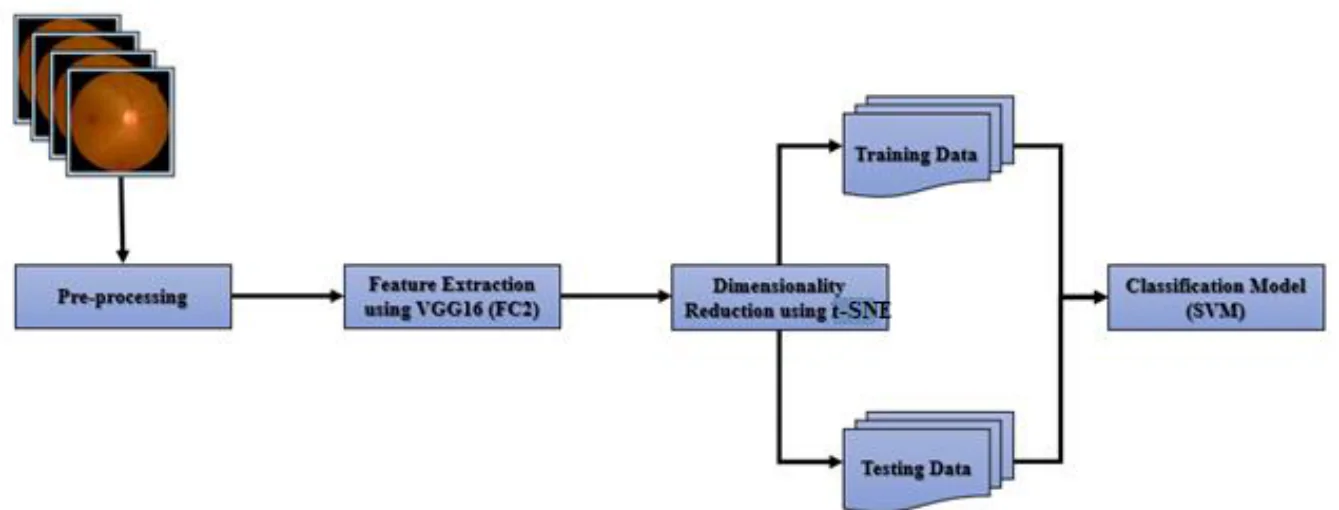 Training Data
Pre-processing
Feature Extraction
using VGG16 (FC2)
Dimensionality
Reduction using t-SNE
Classification Model
(SVM)
Testing Data